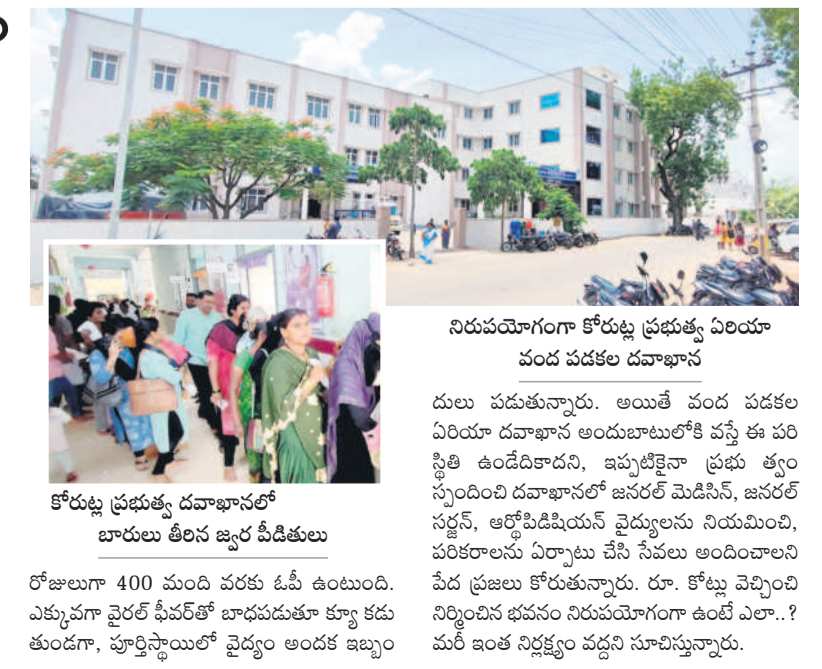 నిరుపయోగంగా కోరుట్ల ప్రభుత్వ ఏరియా
వంద పడకల దవాఖాన
కోరుట్ల ప్రభుత్వ దవాఖానలో
బారులు తీరిన జ్వర పీడితులు
రోజులుగా 400 మంది వరకు ఓపీ ఉంటుంది.
ఎక్కువగా వైరల్ ఫీవర్‌తో బాధపడుతూ క్యూ కడు
తుండగా, పూర్తిస్థాయిలో వైద్యం అందక ఇబ్బం
దులు పడుతున్నారు. అయితే వంద పడకల
ఏరియా దవాఖాన అందుబాటులోకి వస్తే ఈ పరి
స్థితి ఉండేదికాదని, ఇప్పటికైనా ప్రభు త్వం
స్పందించి దవాఖానలో జనరల్ మెడిసిన్, జనరల్
సర్జన్, ఆర్థోపిడిషియన్ వైద్యులను నియమించి,
పరికరాలను ఏర్పాటు చేసి సేవలు అందించాలని
పేద ప్రజలు కోరుతున్నారు. రూ. కోట్లు వెచ్చించి
నిర్మించిన భవనం నిరుపయోగంగా ఉంటే ఎలా..?
మరీ ఇంత నిర్లక్ష్యం వద్దని సూచిస్తున్నారు.